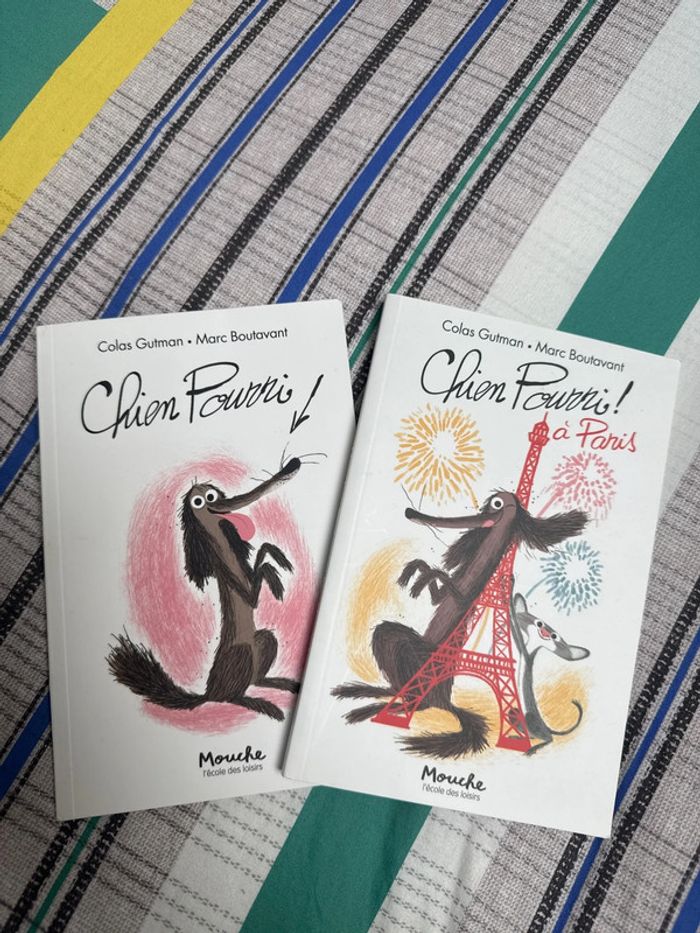 Colas Gutman • Marc Boutavant
Chien Pourri
Mouche
l'école des loisirs
Colas Gutman • Marc Boutavant
Chien Pourri !
à Paris
Mouche
l'école des loisirs